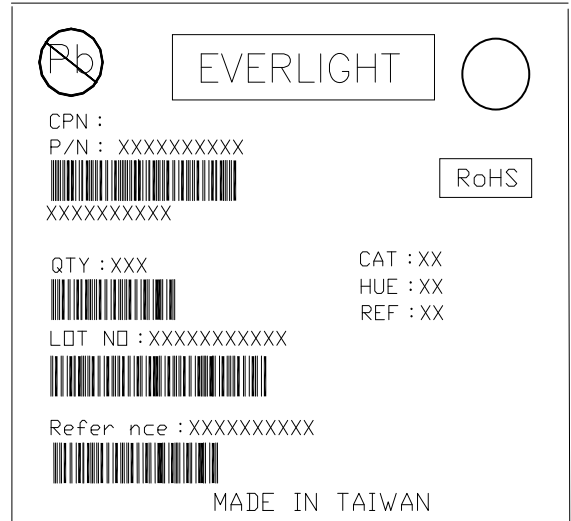 Pb
EVERLIGHT
CPN :
P/N : XXXXXXXXXX
RoHS
XXXXXXXXXX
QTY : XXX
CAT : XX
HUE : XX
REF : XX
LOT NO : XXXXXXXXXXX
Refer nce : XXXXXXXXXX
MADE IN TAIWAN